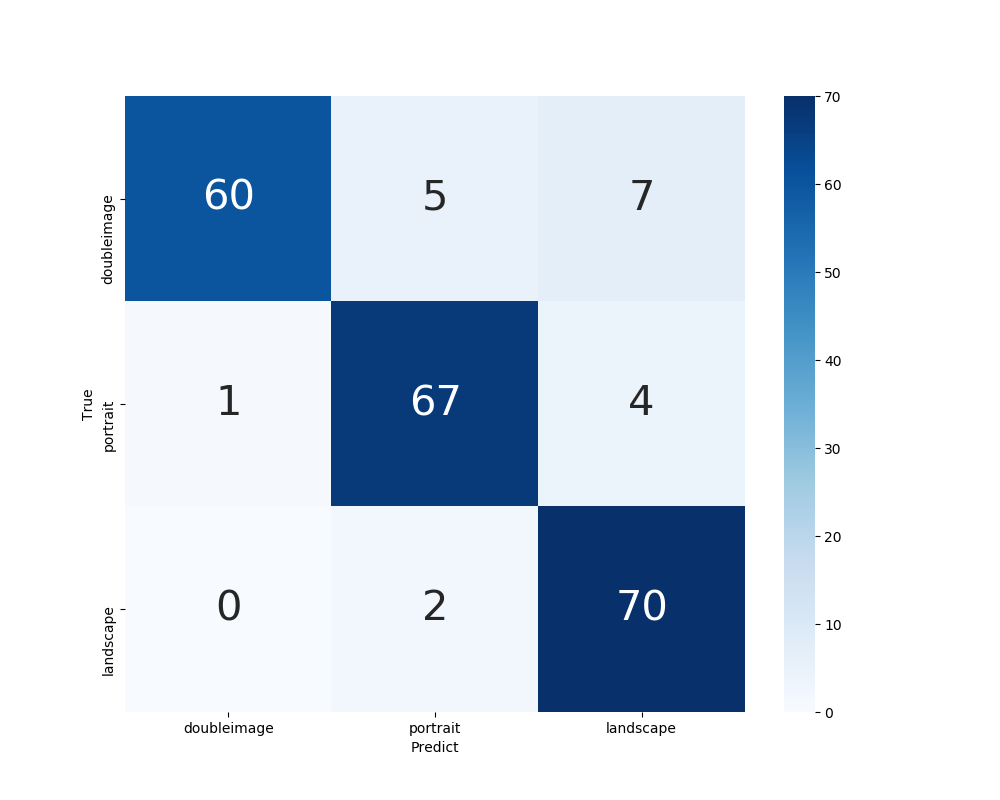 60 5 7
1 67 4
0 2 70
True
doubleimage
portrait
landscape
doubleimage portrait landscape
Predict
70
60
50
40
30
20
10
0